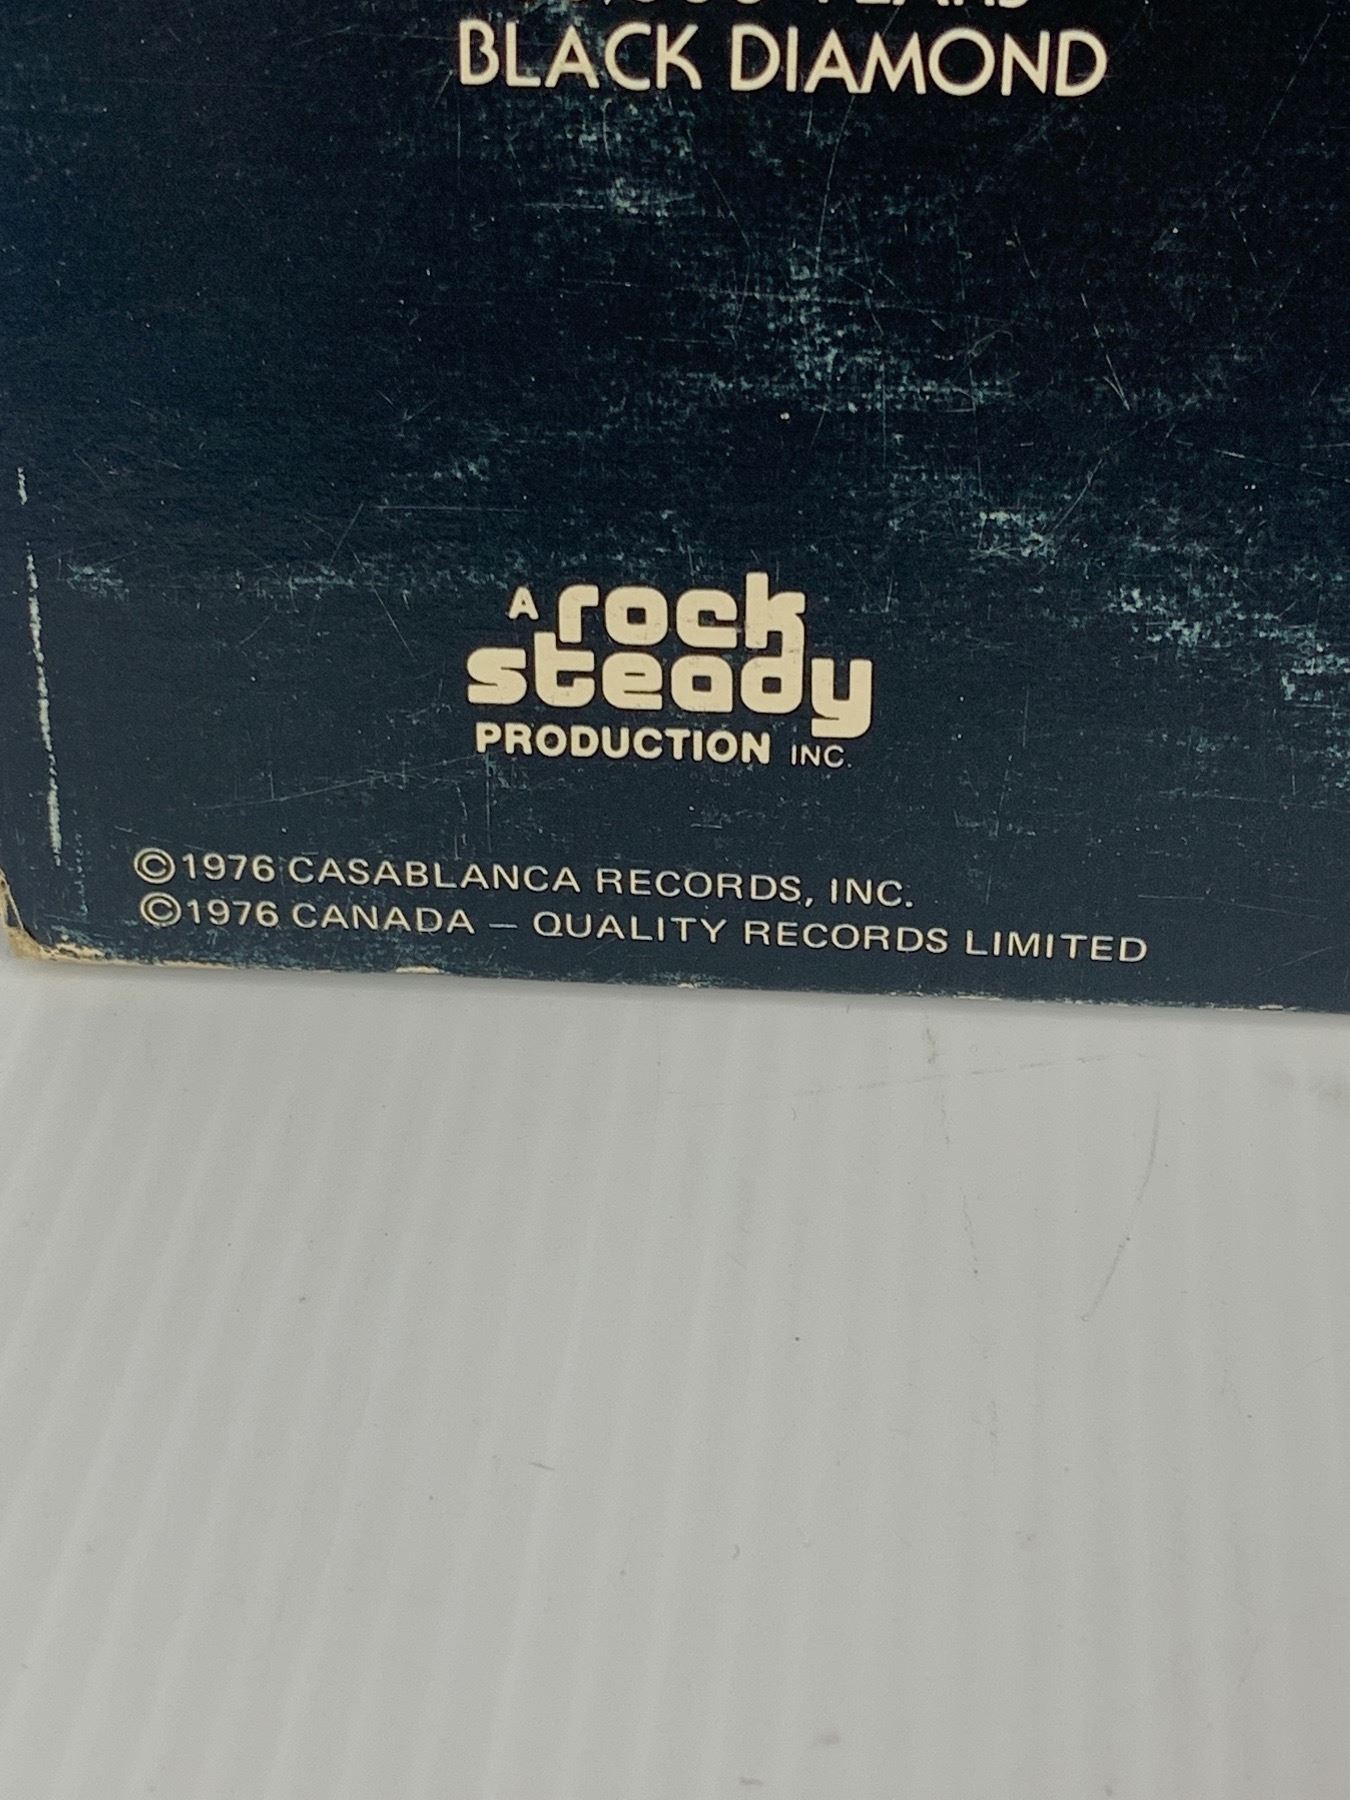 BLACK DIAMOND
A rock
steady
PRODUCTION INC.
©1976 CASABLANCA RECORDS, INC.
©1976 CANADA — QUALITY RECORDS LIMITED